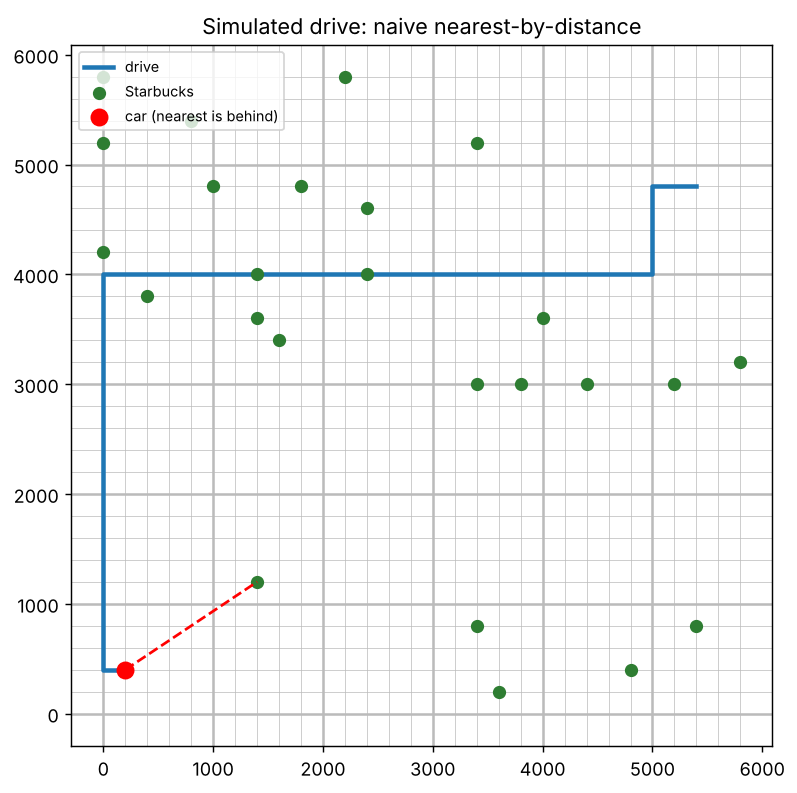 Simulated drive: naive nearest-by-distance
drive
Starbucks
car (nearest is behind)
6000
5000
4000
3000
2000
1000
0
0 1000 2000 3000 4000 5000 6000